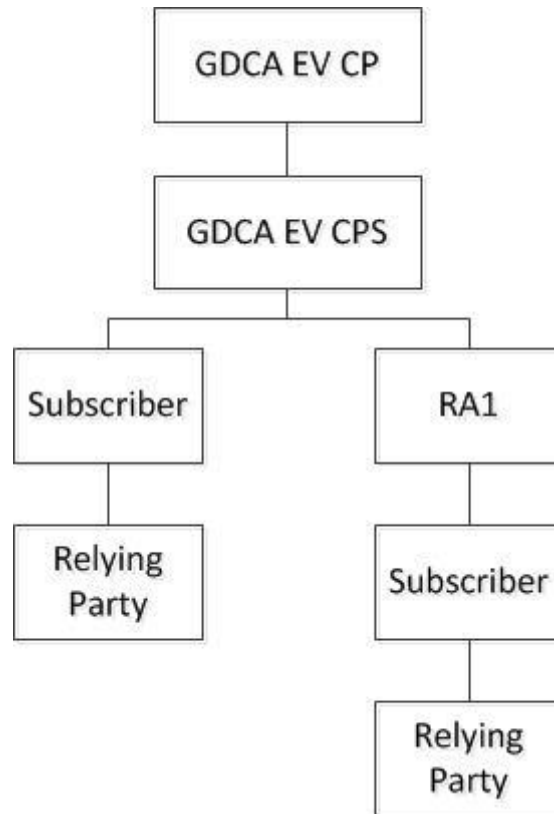 GDCA EV CP
GDCA EV CPS
Subscriber
RA1
Relying
Party
Subscriber
Relying
Party